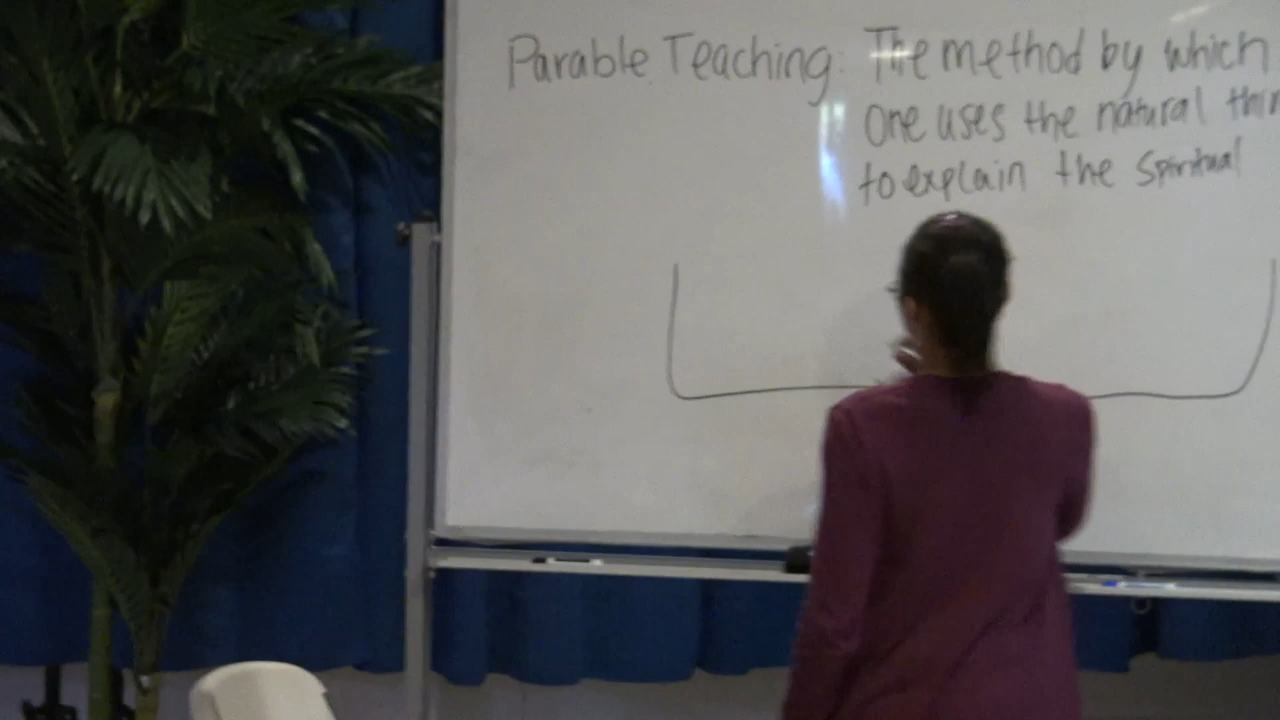 Parable Teaching: The method by which
one uses the natural
to explain the spiritual